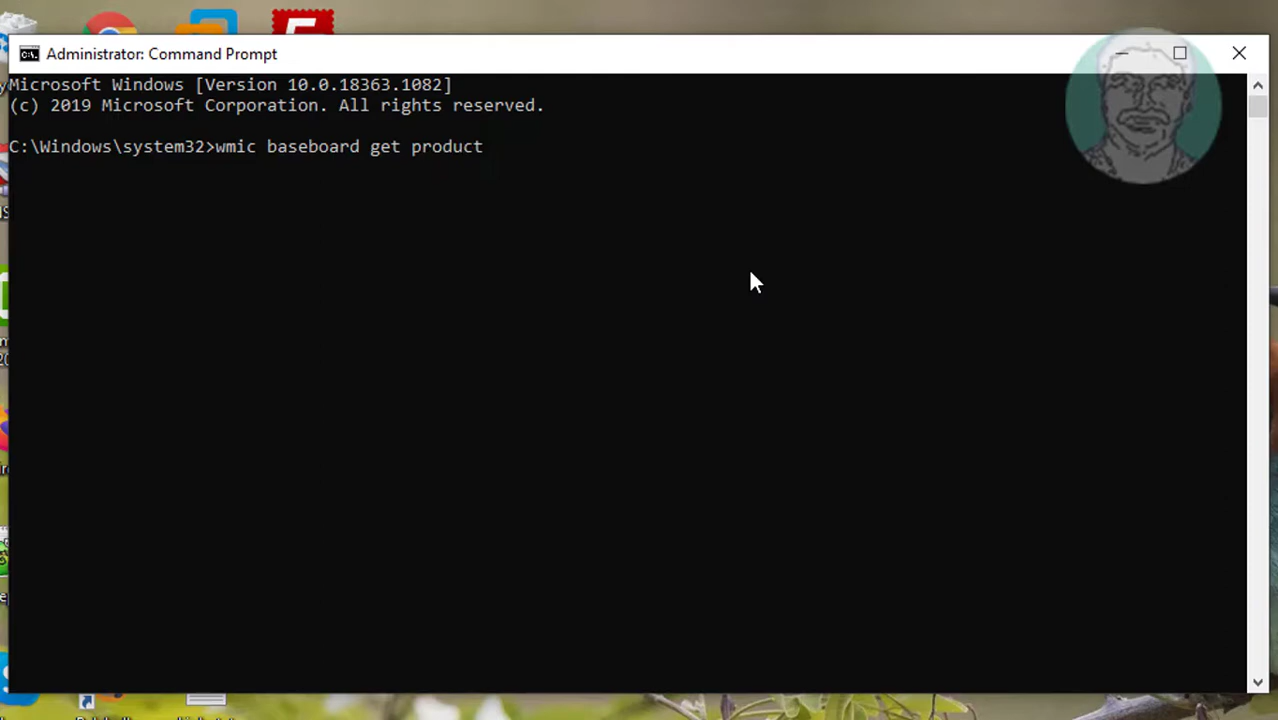 Administrator: Command Prompt
Microsoft Windows [Version 10.0.18363.1082]
(c) 2019 Microsoft Corporation. All rights reserved.
C:\Windows\system32>wmic baseboard get product